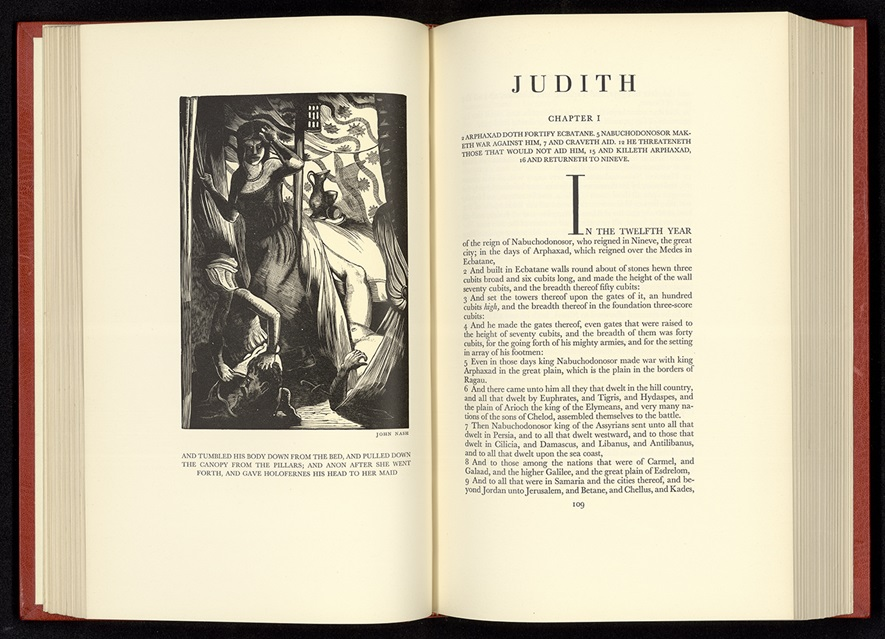 JOHN NASH
AND TUMBLED HIS BODY DOWN FROM THE BED, AND PULLED DOWN
THE CANOPY FROM THE PILLARS; AND ANON AFTER SHE WENT
FORTH, AND GAVE HOLOFERNES HIS HEAD TO HER MAID
JUDITH
CHAPTER I
2 ARPHAXAD DOTH FORTIFY ECBATANE. 5 NABUCHODONOSOR MAK-
ETH WAR AGAINST HIM, 7 AND CRAVETH AID. 12 HE THREATENETH
THOSE THAT WOULD NOT AID HIM, 15 AND KILLETH ARPHAXAD,
16 AND RETURNETH TO NINEVE.
IN THE TWELFTH YEAR
of the reign of Nabuchodonosor, who reigned in Nineve, the great
city; in the days of Arphaxad, which reigned over the Medes in
Ecbatane,
2 And built in Ecbatane walls round about of stones hewn three
cubits broad and six cubits long, and made the height of the wall
seventy cubits, and the breadth thereof fifty cubits:
3 And set the towers thereof upon the gates of it, an hundred
cubits high, and the breadth thereof in the foundation three-score
cubits:
4 And he made the gates thereof, even gates that were raised to
the height of seventy cubits, and the breadth of them was forty
cubits, for the going forth of his mighty armies, and for the setting
in array of his footmen:
5 Even in those days king Nabuchodonosor made war with king
Arphaxad in the great plain, which is the plain in the borders of
Ragau.
6 And there came unto him all they that dwelt in the hill country,
and all that dwelt by Euphrates, and Tigris, and Hydaspes, and
the plain of Arioch the king of the Elymeans, and very many na-
tions of the sons of Chelod, assembled themselves to the battle.
7 Then Nabuchodonosor king of the Assyrians sent unto all that
dwelt in Persia, and to all that dwelt westward, and to those that
dwelt in Cilicia, and Damascus, and Libanus, and Antilibanus,
and to all that dwelt upon the sea coast,
8 And to those among the nations that were of Carmel, and
Galaad, and the higher Galilee, and the great plain of Esdrelom,
9 And to all that were in Samaria and the cities thereof, and be-
yond Jordan unto Jerusalem, and Betane, and Chellus, and Kades,
109